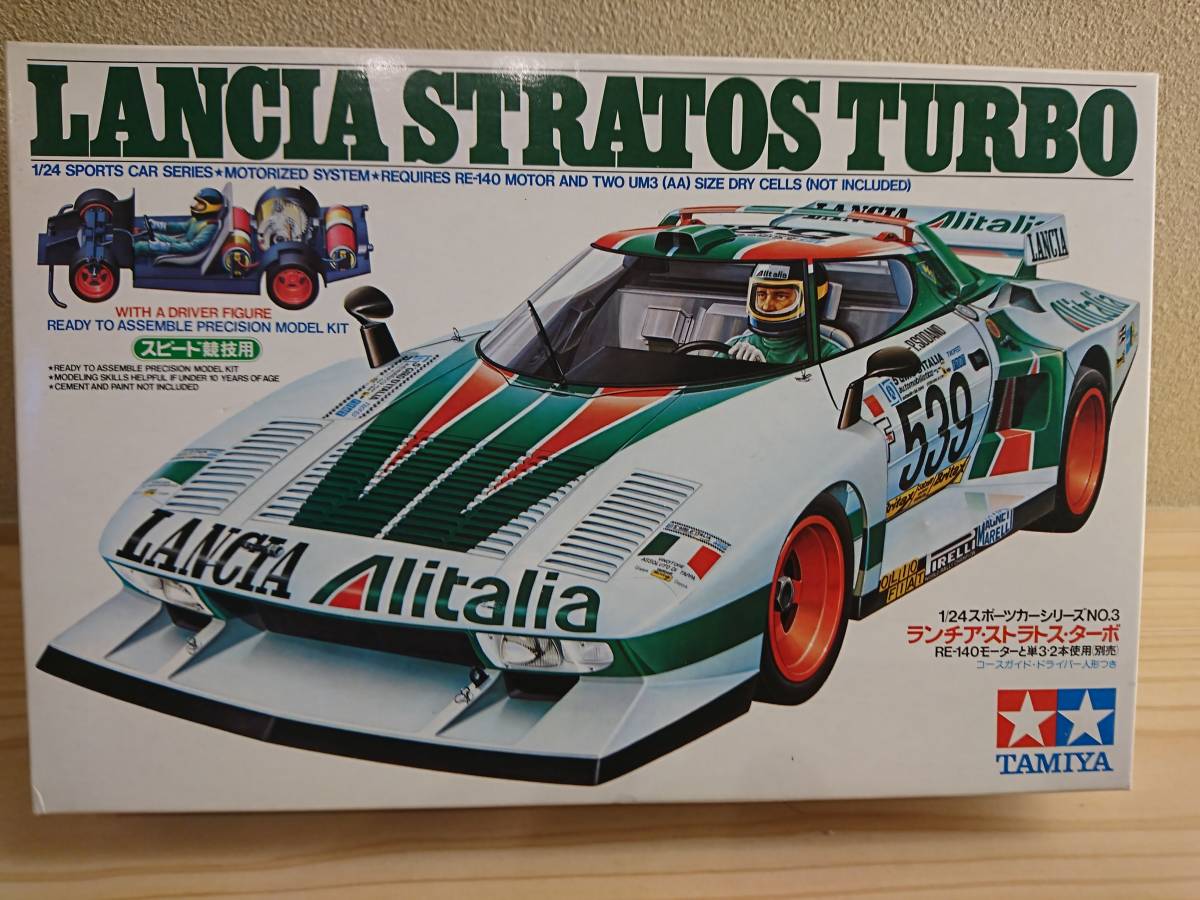 LANCIA STRATOS TURBO
1/24 SPORTS CAR SERIES★MOTORIZED SYSTEM★REQUIRES RE-140 MOTOR AND TWO UM3 (AA) SIZE DRY CELLS (NOT INCLUDED)
WITH A DRIVER FIGURE
READY TO ASSEMBLE PRECISION MODEL KIT
スピード競技用
★READY TO ASSEMBLE PRECISION MODEL KIT
★MODELING SKILLS HELPFUL IF UNDER 10 YEARS OF AGE
★CEMENT AND PAINT NOT INCLUDED
LANCIA Alitalia
LANCIA
Alitalia
Alitalia
539
PIRELLI
MAGNETI MARELLI
OLIO
FIAT
LANCIA
Alitalia
1/24スポーツカーシリーズNO.3
ランチア・ストラトス・ターボ
RE-140モーターと単3・2本使用(別売)
コースガイド・ドライバー人形つき
TAMIYA